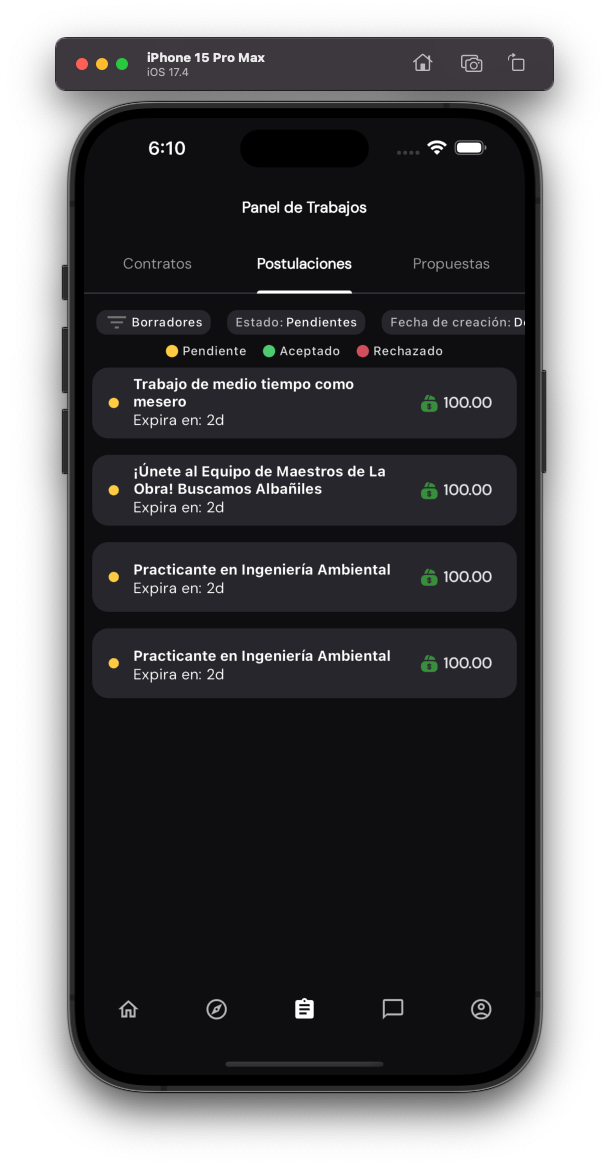 iPhone 15 Pro Max
iOS 17.4
6:10
Panel de Trabajos
Contratos Postulaciones Propuestas
Borradores Estado: Pendientes Fecha de creación:
Pendiente Aceptado Rechazado
Trabajo de medio tiempo como
mesero
Expira en: 2d
100.00
¡Únete al Equipo de Maestros de La
Obra! Buscamos Albañiles
Expira en: 2d
100.00
Practicante en Ingeniería Ambiental
Expira en: 2d
100.00
Practicante en Ingeniería Ambiental
Expira en: 2d
100.00